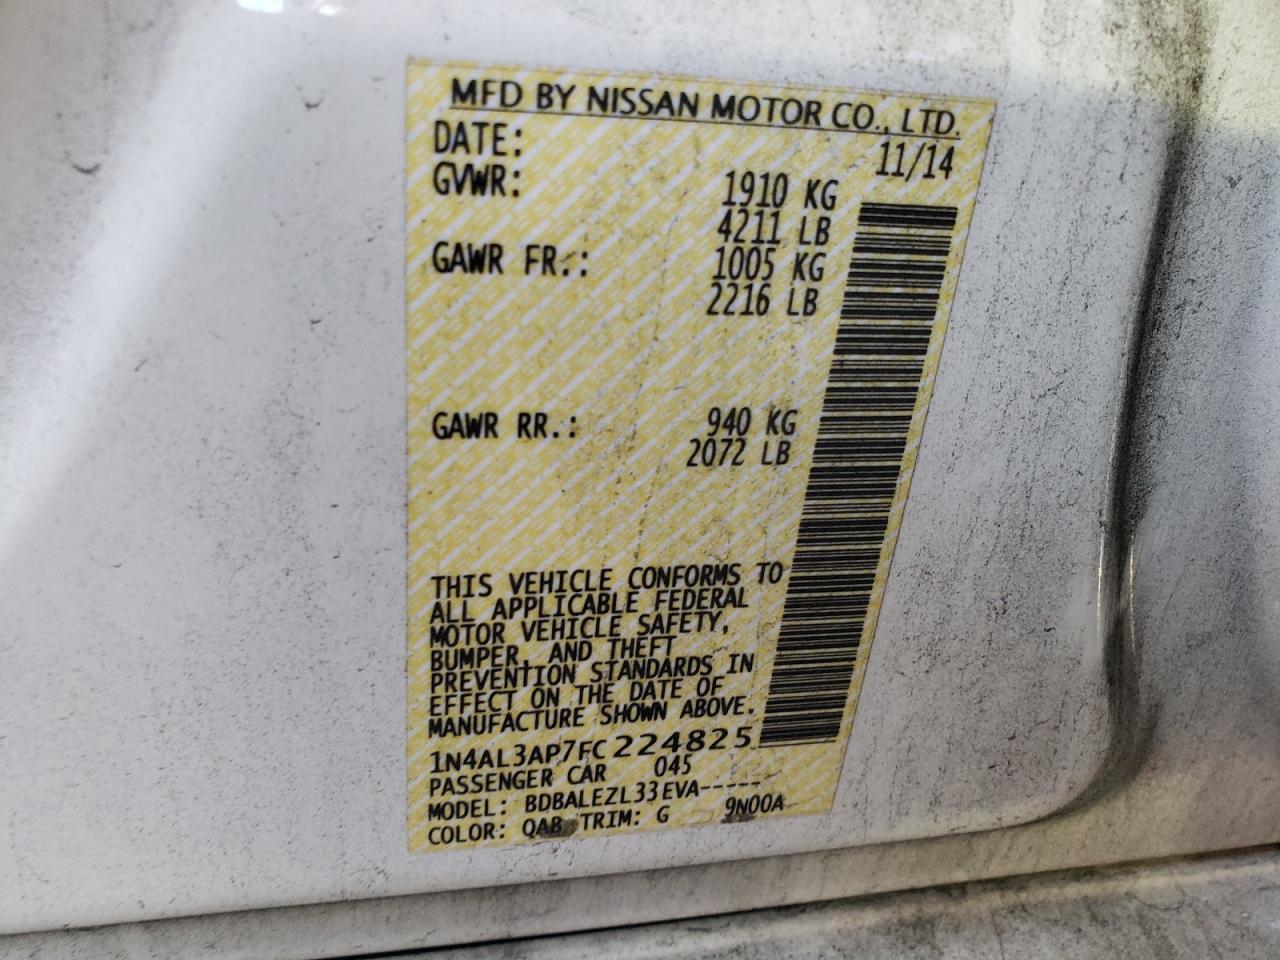 MFD BY NISSAN MOTOR CO., LTD.
DATE: 11/14
GVWR: 1910 KG
4211 LB
GAWR FR.: 1005 KG
2216 LB
GAWR RR.: 940 KG
2072 LB
THIS VEHICLE CONFORMS TO
ALL APPLICABLE FEDERAL
MOTOR VEHICLE SAFETY,
BUMPER, AND THEFT
PREVENTION STANDARDS IN
EFFECT ON THE DATE OF
MANUFACTURE SHOWN ABOVE.
1N4AL3AP7FC224825
PASSENGER CAR 045
MODEL: BDBALEZL33EVA-----
COLOR: QAB TRIM: G 9N00A